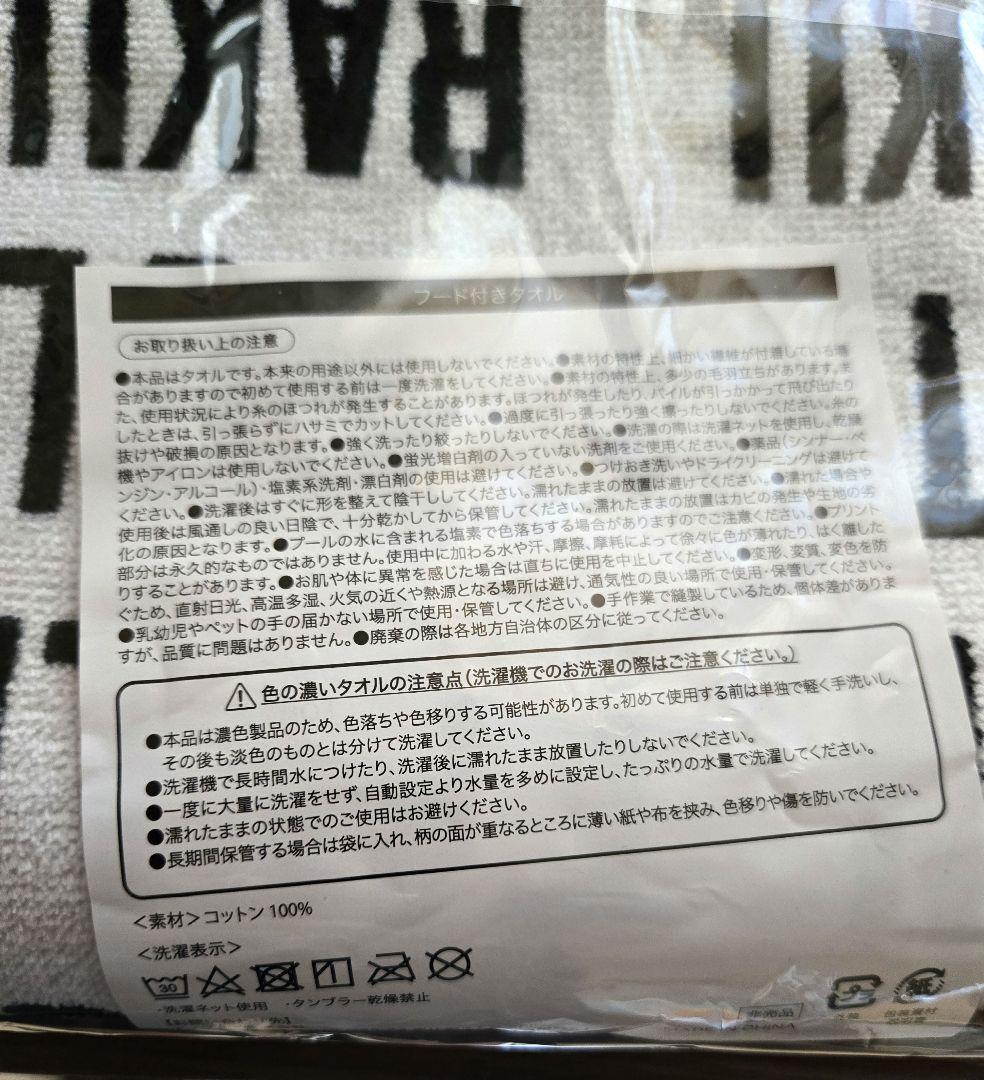 RAKU
KU
フード付きタオル
お取り扱い上の注意
●本品はタオルです。本来の用途以外には使用しないでください。●素材の特性上、細かい繊維が付着している場
合がありますので初めて使用する前は一度洗濯をしてください。●素材の特性上、多少の毛羽立ちがあります。ま
た、使用状況により糸のほつれが発生することがあります。ほつれが発生したり、パイルが引っかかって飛び出たり
したときは、引っ張らずにハサミでカットしてください。●過度に引っ張ったり強く擦ったりしないでください。糸の
抜けや破損の原因となります。●強く洗ったり絞ったりしないでください。●洗濯の際は洗濯ネットを使用し、乾燥
機やアイロンは使用しないでください。●蛍光増白剤の入っていない洗剤をご使用ください。●薬品(シンナー・ベ
ンジン・アルコール)・塩素系洗剤・漂白剤の使用は避けてください。●つけおき洗いやドライクリーニングは避けて
ください。●洗濯後はすぐに形を整えて陰干ししてください。濡れたままの放置は避けてください。●濡れた場合や
使用後は風通しの良い日陰で、十分乾かしてから保管してください。濡れたままの放置はカビの発生や生地の劣
化の原因となります。●プールの水に含まれる塩素で色落ちする場合がありますのでご注意ください。●プリント
部分は永久的なものではありません。使用中に加わる水や汗、摩擦、摩耗によって徐々に色が薄れたり、はく離した
りすることがあります。●お肌や体に異常を感じた場合は直ちに使用を中止してください。●変形、変質、変色を防
ぐため、直射日光、高温多湿、火気の近くや熱源となる場所は避け、通気性の良い場所で使用・保管してください。
●乳幼児やペットの手の届かない場所で使用・保管してください。●手作業で縫製しているため、個体差がありま
すが、品質に問題はありません。●廃棄の際は各地方自治体の区分に従ってください。
色の濃いタオルの注意点(洗濯機でのお洗濯の際はご注意ください。)
●本品は濃色製品のため、色落ちや色移りする可能性があります。初めて使用する前は単独で軽く手洗いし、
その後も淡色のものとは分けて洗濯してください。
●洗濯機で長時間水につけたり、洗濯後に濡れたまま放置したりしないでください。
●一度に大量に洗濯をせず、自動設定より水量を多めに設定し、たっぷりの水量で洗濯してください。
●濡れたままの状態でのご使用はお避けください。
●長期間保管する場合は袋に入れ、柄の面が重なるところに薄い紙や布を挟み、色移りや傷を防いでください。
<素材>コットン100%
<洗濯表示>
30
・洗濯ネット使用 ・タンブラー乾燥禁止
非売品
プラ
紙
包装資材